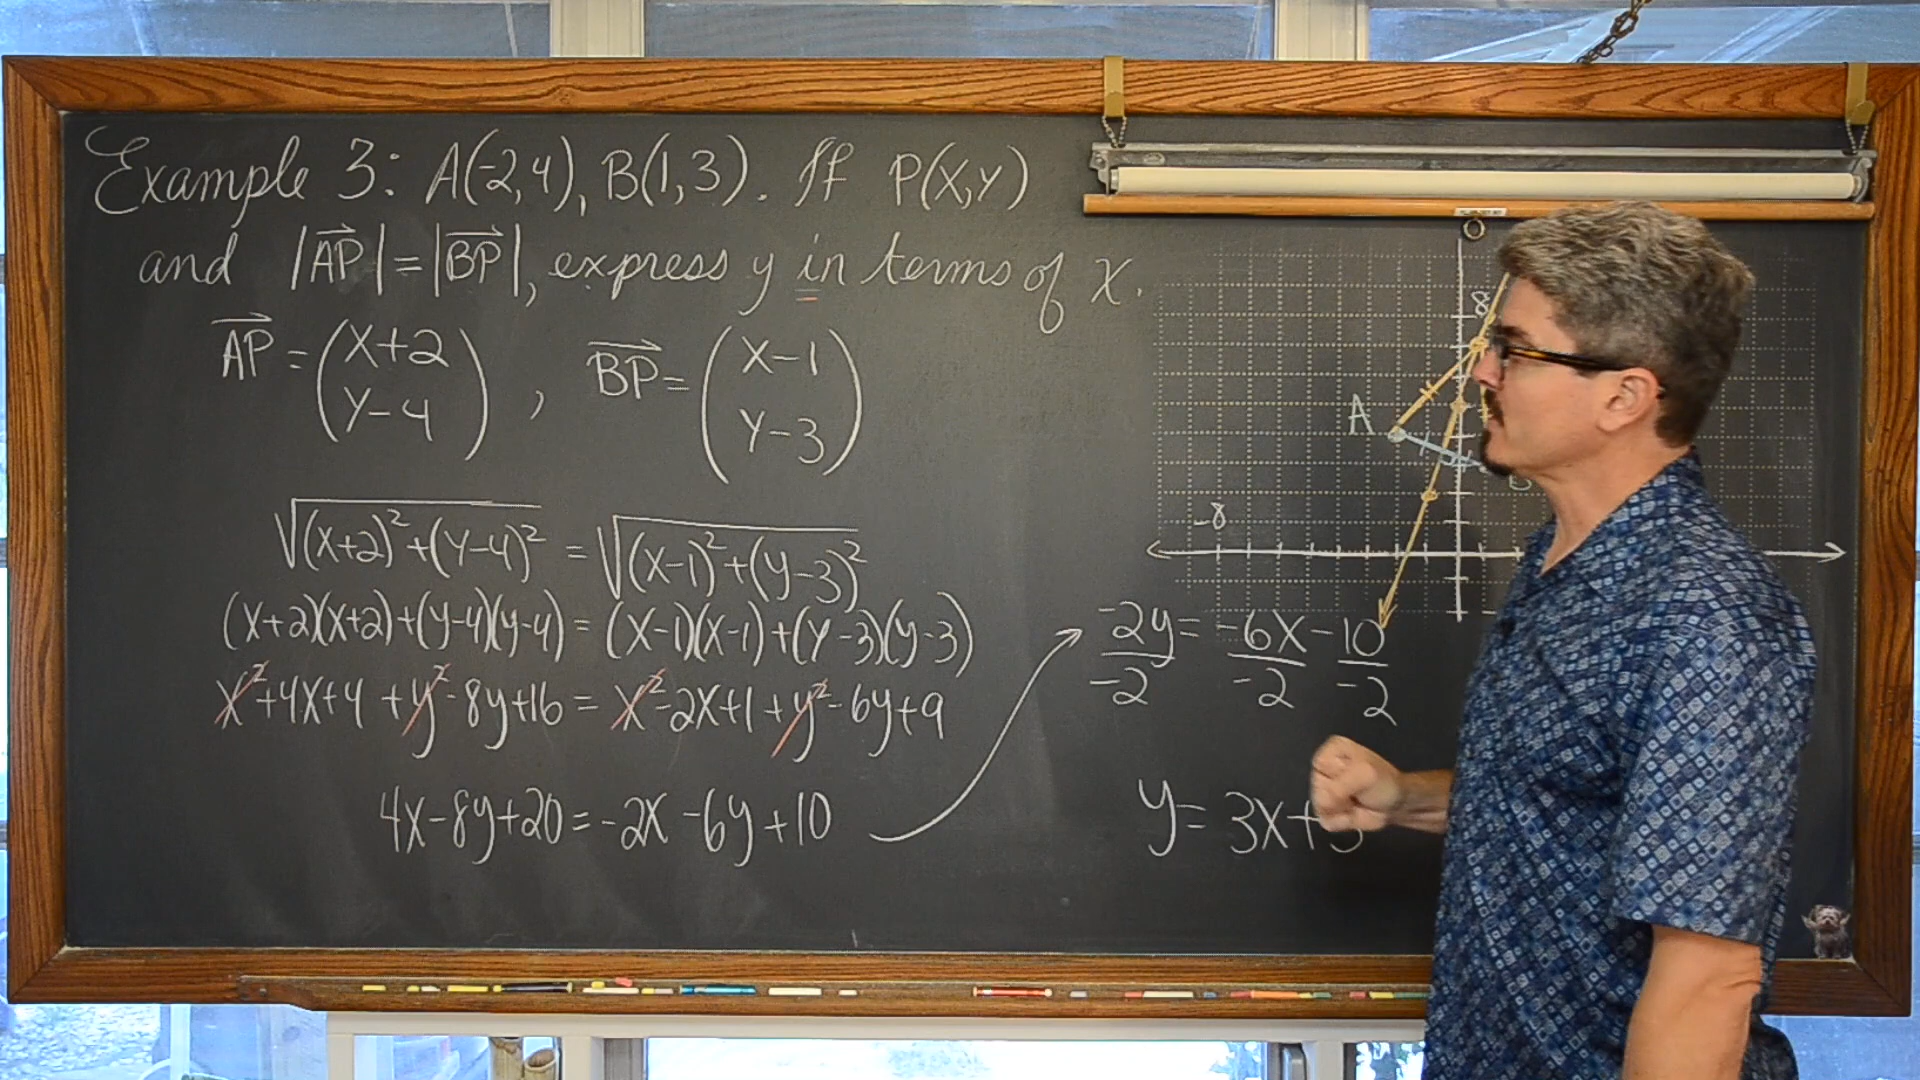 Example 3: A(-2,4), B(1,3). If P(X,Y)
and |AP| = |BP|, express y in terms of x.
AP = (X+2 Y-4), BP = (X-1 Y-3)
√(X+2)²+(Y-4)² = √(X-1)²+(y-3)²
(X+2)(X+2)+(y-4)(y-4) = (X-1)(X-1)+(Y-3)(y-3)
X²+4X+4+y²-8y+16 = X²-2X+1+y²-6y+9
4x-8y+20 = -2x-6y+10
8
A
-8
-2y = -6X-10
-2 -2 -2
y = 3x+5